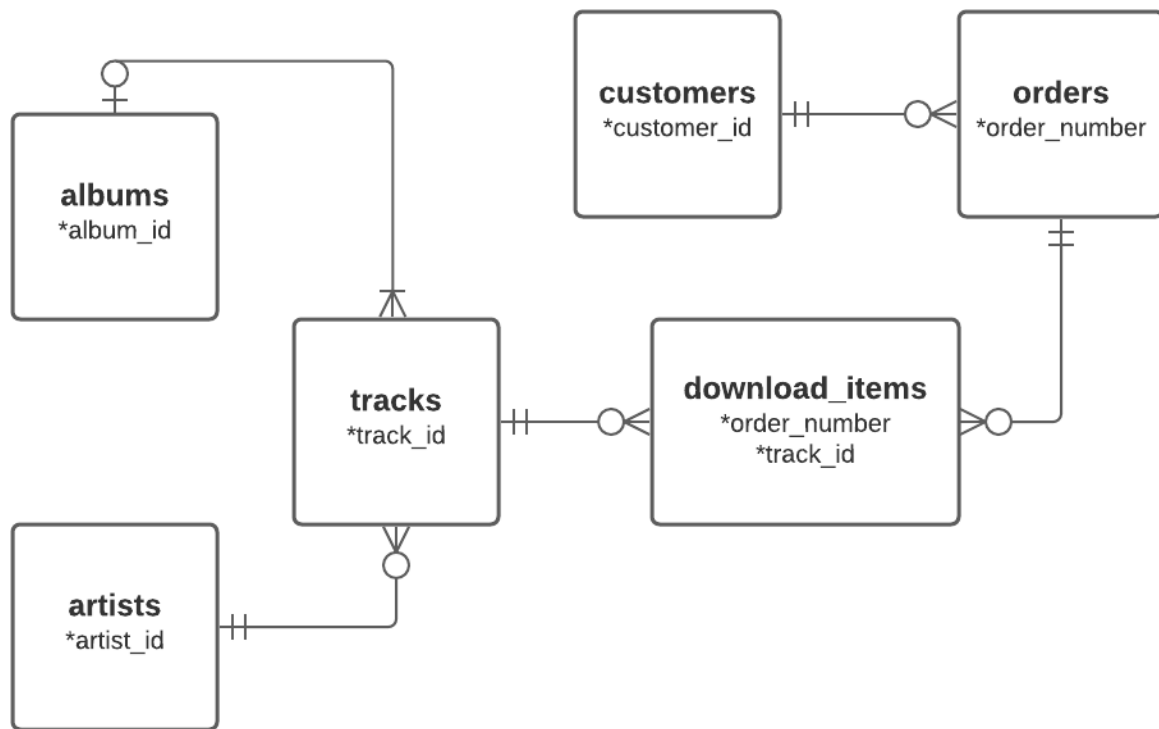 customers
*customer_id
orders
*order_number
albums
*album_id
tracks
*track_id
download_items
*order_number
*track_id
artists
*artist_id